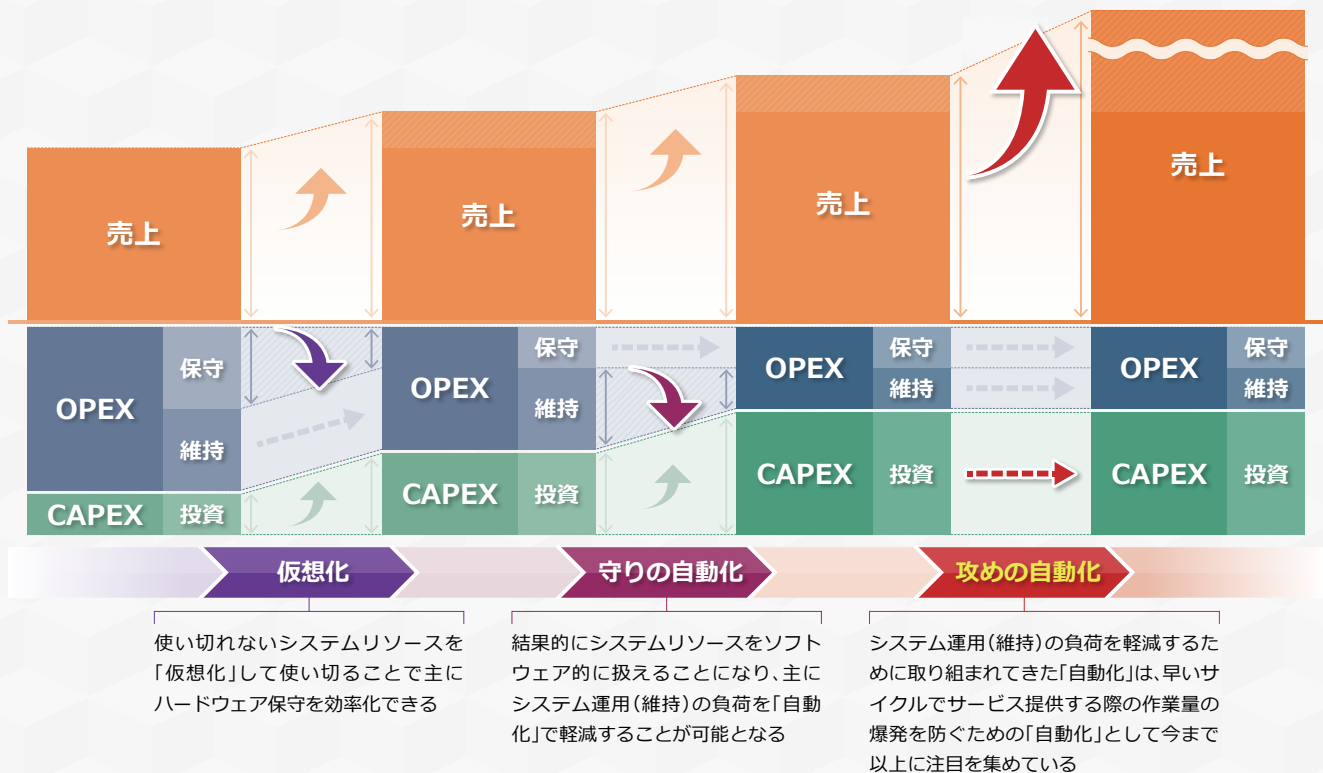 売上
売上
売上
売上
OPEX
保守
維持
CAPEX
投資
OPEX
保守
維持
CAPEX
投資
OPEX
保守
維持
CAPEX
投資
OPEX
保守
維持
CAPEX
投資
仮想化
使い切れないシステムリソースを
「仮想化」して使い切ることで主に
ハードウェア保守を効率化できる
守りの自動化
結果的にシステムリソースをソフト
ウェア的に扱えることになり、主に
システム運用(維持)の負荷を「自動
化」で軽減することが可能となる
攻めの自動化
システム運用(維持)の負荷を軽減するた
めに取り組まれてきた「自動化」は、早いサ
イクルでサービス提供する際の作業量の
爆発を防ぐための「自動化」として今まで
以上に注目を集めている